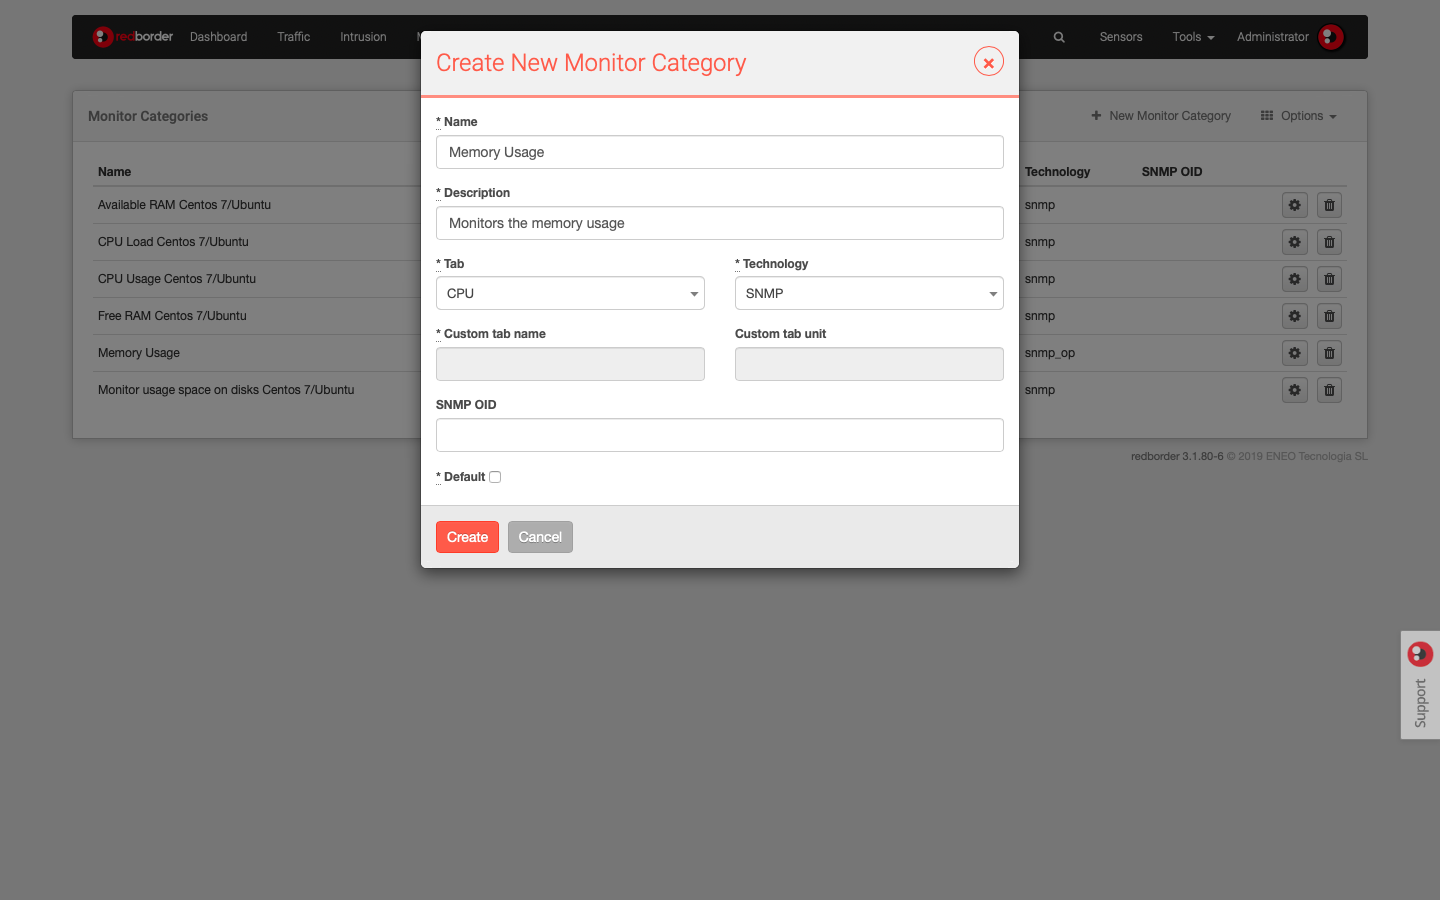 redborder Dashboard Traffic Intrusion Sensors Tools Administrator
Create New Monitor Category
Monitor Categories
New Monitor Category Options
* Name
Memory Usage
* Description
Monitors the memory usage
* Tab * Technology
CPU SNMP
* Custom tab name Custom tab unit
SNMP OID
* Default
Create Cancel
Name Technology SNMP OID
Available RAM Centos 7/Ubuntu snmp
CPU Load Centos 7/Ubuntu snmp
CPU Usage Centos 7/Ubuntu snmp
Free RAM Centos 7/Ubuntu snmp
Memory Usage snmp_op
Monitor usage space on disks Centos 7/Ubuntu snmp
redborder 3.1.80-6 © 2019 ENEO Tecnologia SL
Support